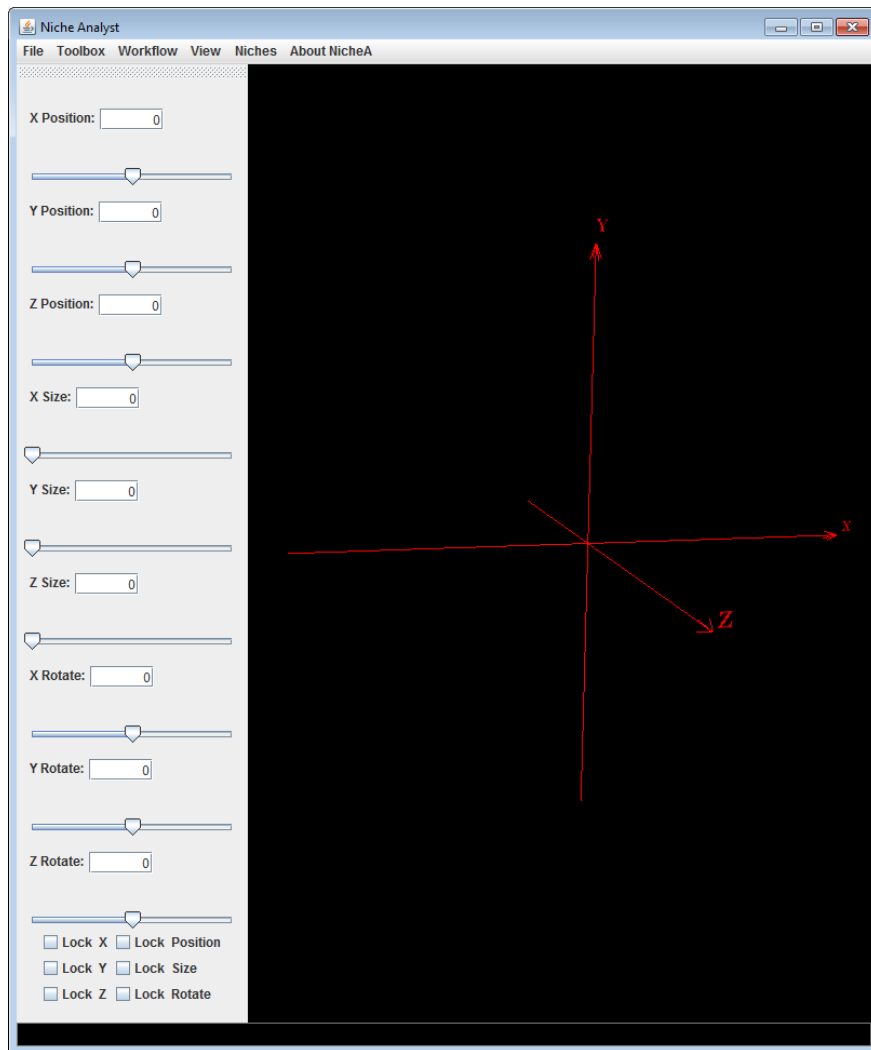 Niche Analyst
File Toolbox Workflow View Niches About NicheA
X Position: 0
Y Position: 0
Z Position: 0
X Size: 0
Y Size: 0
Z Size: 0
X Rotate: 0
Y Rotate: 0
Z Rotate: 0
Lock X Lock Position
Lock Y Lock Size
Lock Z Lock Rotate
Y
X
Z